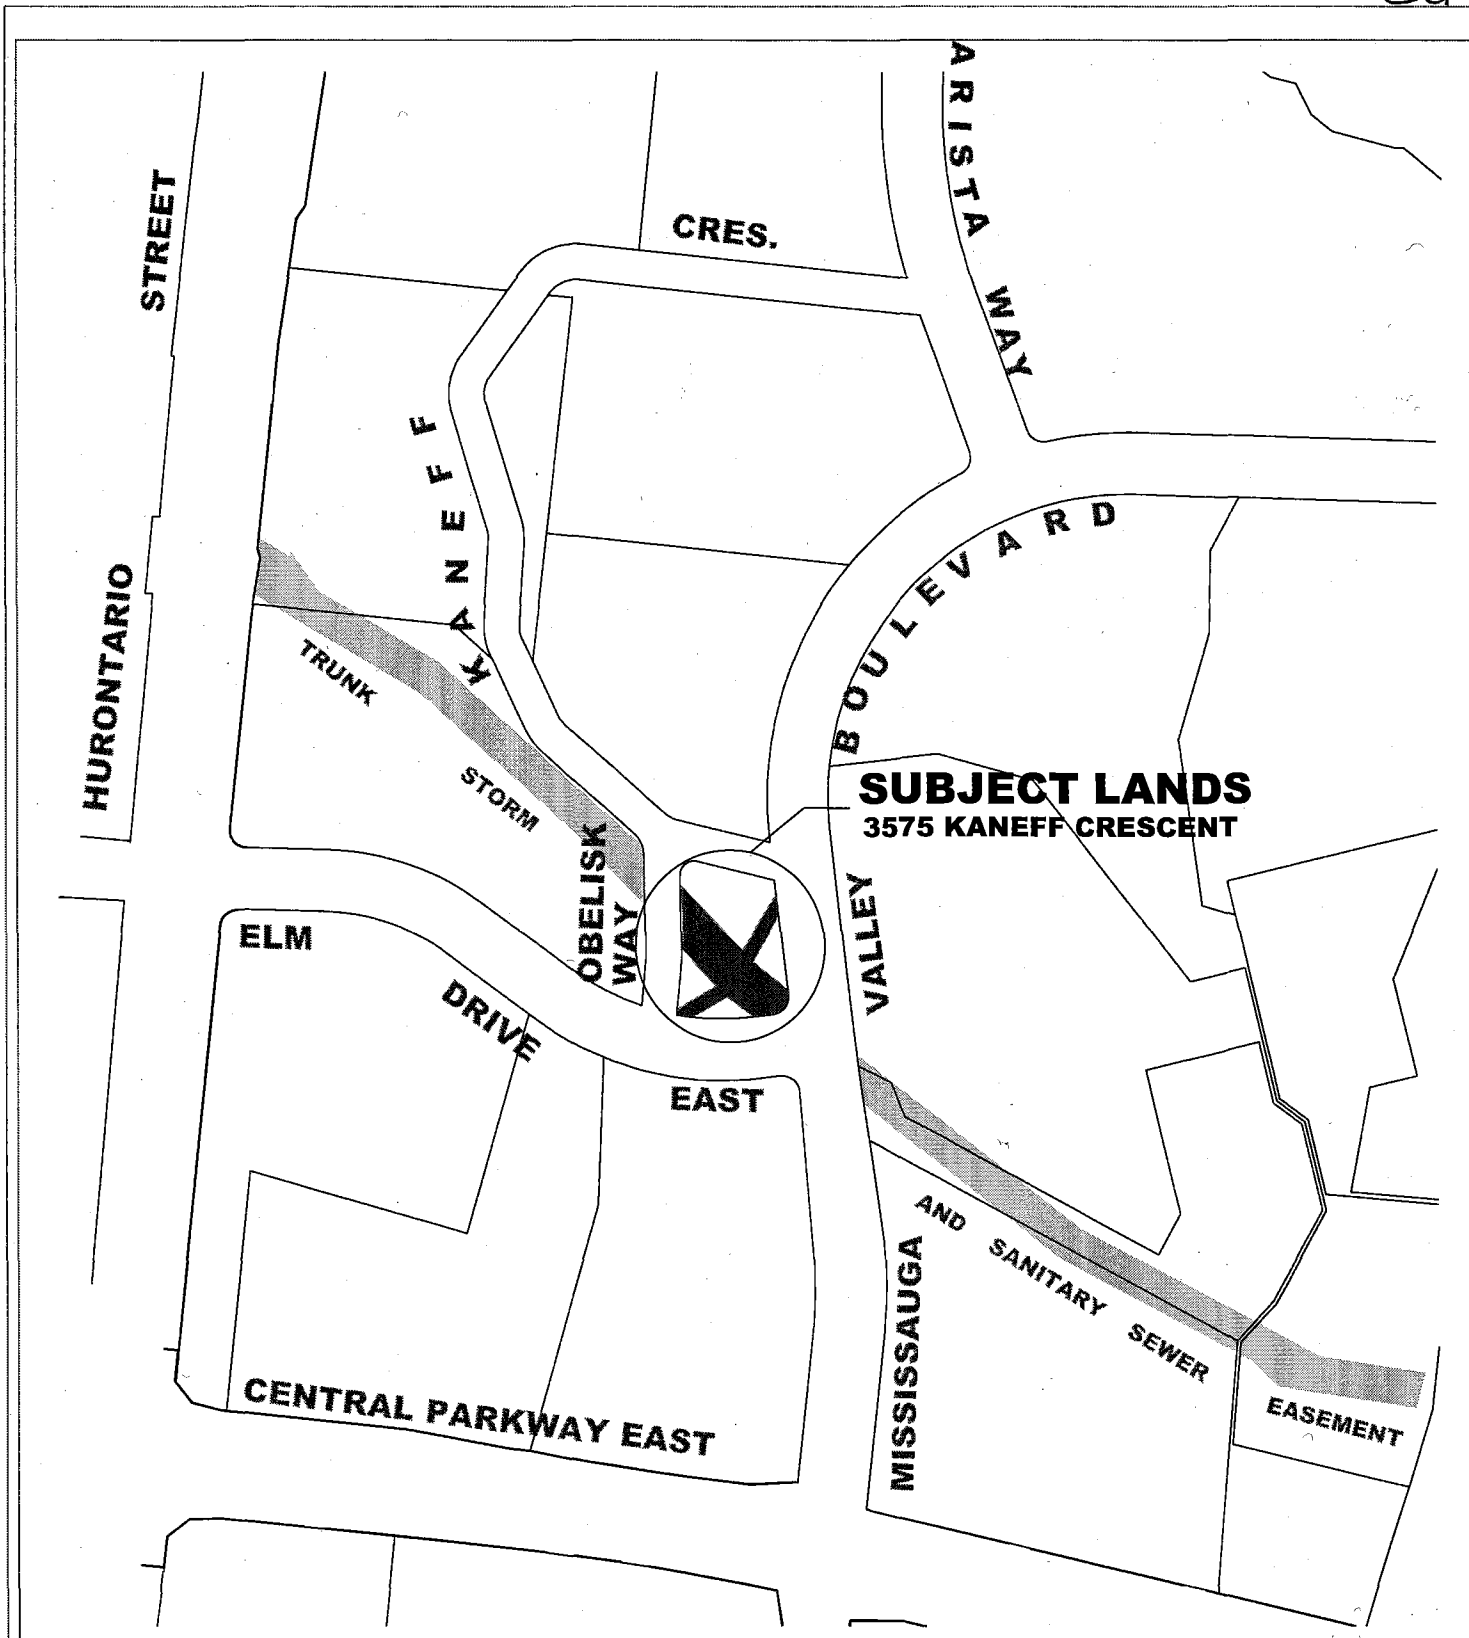 ARISTA WAY
CRES.
STREET
KANEFF
BOULEVARD
HURONTARIO
TRUNK
STORM
SUBJECT LANDS
3575 KANEFF CRESCENT
OBELISK
WAY
VALLEY
ELM
DRIVE
EAST
AND SANITARY SEWER
EASEMENT
MISSISSAUGA
CENTRAL PARKWAY EAST